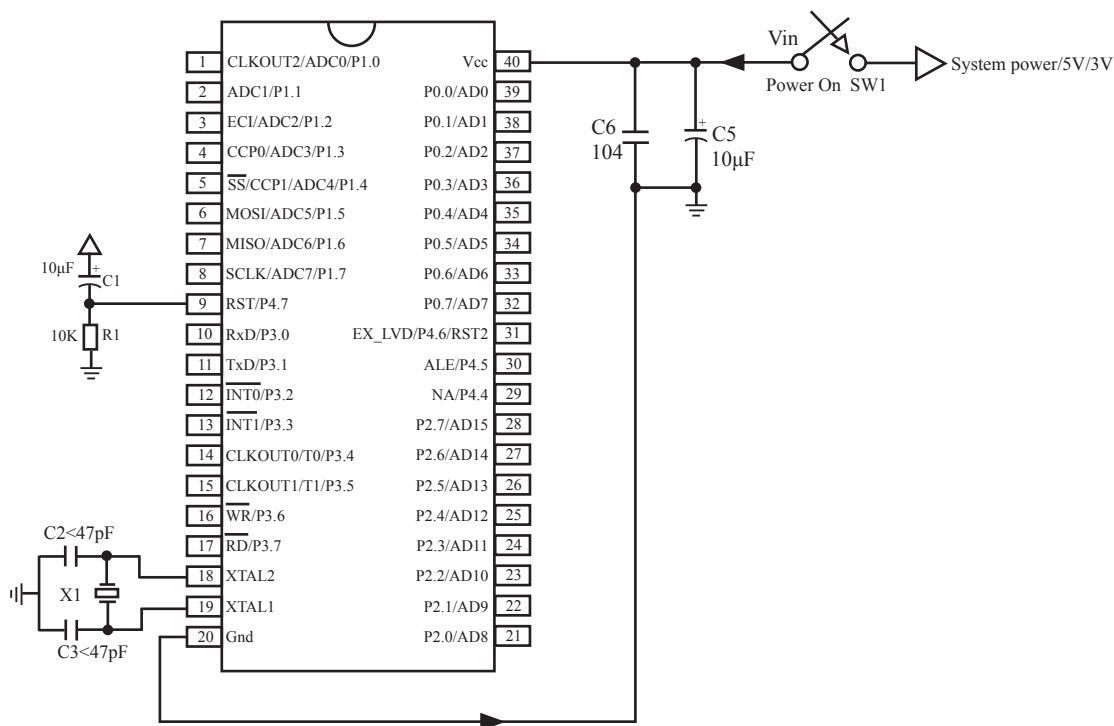 1 CLKOUT2/ADC0/P1.0
2 ADC1/P1.1
3 ECI/ADC2/P1.2
4 CCP0/ADC3/P1.3
5 SS/CCP1/ADC4/P1.4
6 MOSI/ADC5/P1.5
7 MISO/ADC6/P1.6
8 SCLK/ADC7/P1.7
9 RST/P4.7
10 RxD/P3.0
11 TxD/P3.1
12 INT0/P3.2
13 INT1/P3.3
14 CLKOUT0/T0/P3.4
15 CLKOUT1/T1/P3.5
16 WR/P3.6
17 RD/P3.7
18 XTAL2
19 XTAL1
20 Gnd
Vcc 40
P0.0/AD0 39
P0.1/AD1 38
P0.2/AD2 37
P0.3/AD3 36
P0.4/AD4 35
P0.5/AD5 34
P0.6/AD6 33
P0.7/AD7 32
EX_LVD/P4.6/RST2 31
ALE/P4.5 30
NA/P4.4 29
P2.7/AD15 28
P2.6/AD14 27
P2.5/AD13 26
P2.4/AD12 25
P2.3/AD11 24
P2.2/AD10 23
P2.1/AD9 22
P2.0/AD8 21
10μF + C1
10K R1
C2<47pF
X1
C3<47pF
Vin
Power On SW1
System power/5V/3V
C6
104
+ C5
10μF